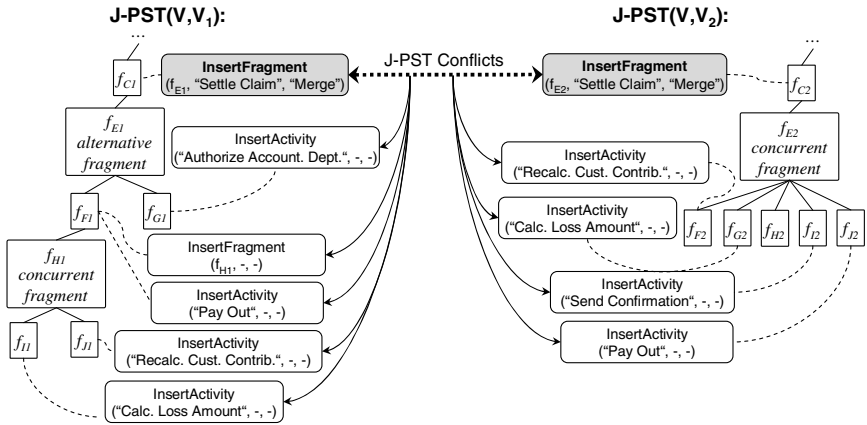 J-PST(V,V1):
...
fC1
InsertFragment
(fE1, “Settle Claim”, “Merge”)
fE1
alternative
fragment
InsertActivity
(“Authorize Account. Dept.“, -, -)
fF1
fG1
InsertFragment
(fH1, -, -)
fH1
concurrent
fragment
InsertActivity
(“Pay Out“, -, -)
fI1
fJ1
InsertActivity
(“Recalc. Cust. Contrib.“, -, -)
InsertActivity
(“Calc. Loss Amount“, -, -)
J-PST Conflicts
J-PST(V,V2):
...
InsertFragment
(fE2, “Settle Claim”, “Merge”)
fC2
fE2
concurrent
fragment
InsertActivity
(“Recalc. Cust. Contrib.“, -, -)
InsertActivity
(“Calc. Loss Amount“, -, -)
fF2
fG2
fH2
fI2
fJ2
InsertActivity
(“Send Confirmation“, -, -)
InsertActivity
(“Pay Out“, -, -)